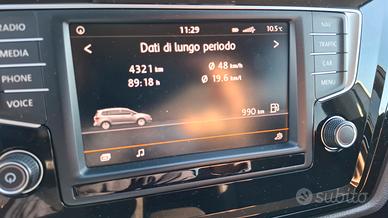 RADIO
MEDIA
PHONE
VOICE
11:29
10.5°C
Dati di lungo periodo
4321 km
Ø 48 km/h
89:18 h
Ø 19.6 km/l
990 km
NAV
TRAFFIC
CAR
MENU
subito